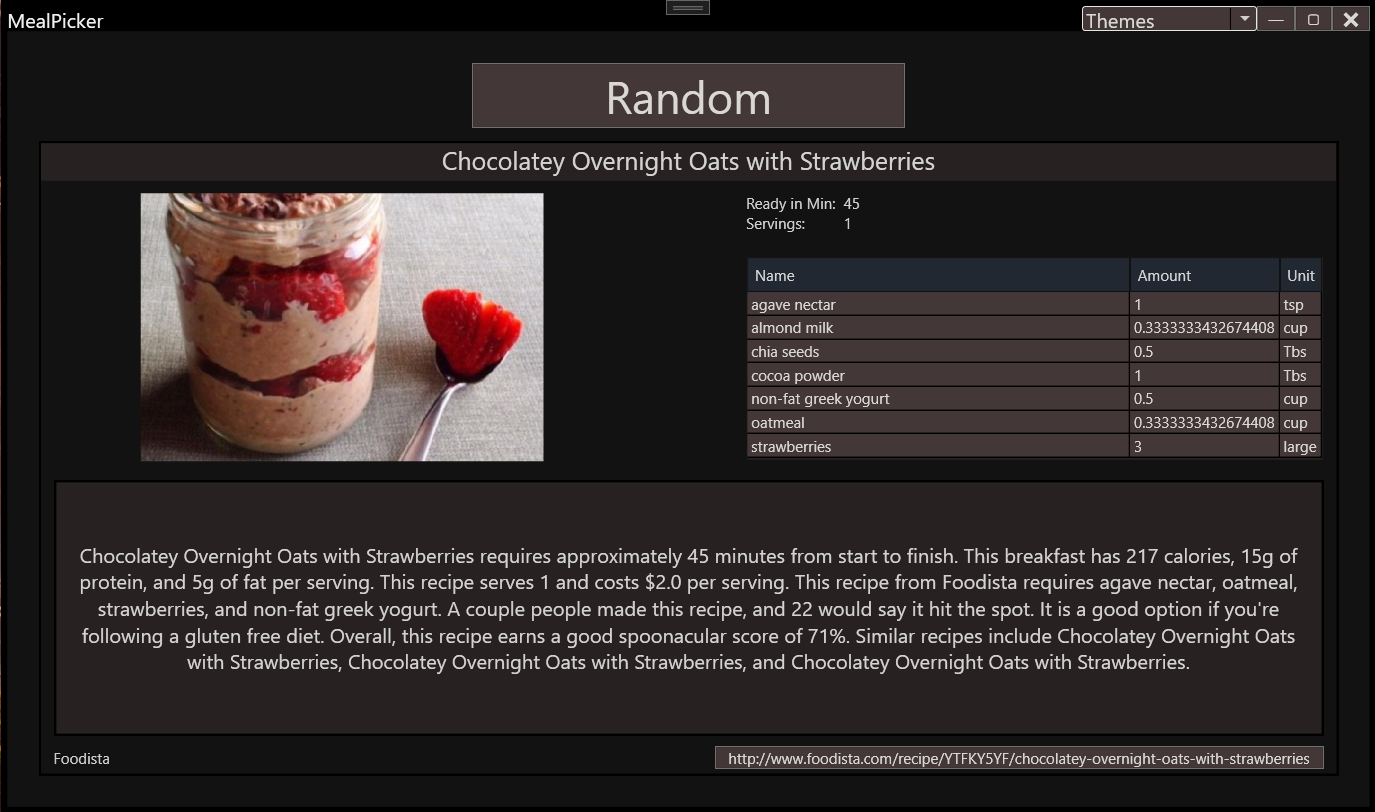 MealPicker
Themes
Random
Chocolatey Overnight Oats with Strawberries
Ready in Min: 45
Servings: 1
Name Amount Unit
agave nectar 1 tsp
almond milk 0.3333333432674408 cup
chia seeds 0.5 Tbs
cocoa powder 1 Tbs
non-fat greek yogurt 0.5 cup
oatmeal 0.3333333432674408 cup
strawberries 3 large
Chocolatey Overnight Oats with Strawberries requires approximately 45 minutes from start to finish. This breakfast has 217 calories, 15g of
protein, and 5g of fat per serving. This recipe serves 1 and costs $2.0 per serving. This recipe from Foodista requires agave nectar, oatmeal,
strawberries, and non-fat greek yogurt. A couple people made this recipe, and 22 would say it hit the spot. It is a good option if you're
following a gluten free diet. Overall, this recipe earns a good spoonacular score of 71%. Similar recipes include Chocolatey Overnight Oats
with Strawberries, Chocolatey Overnight Oats with Strawberries, and Chocolatey Overnight Oats with Strawberries.
Foodista
http://www.foodista.com/recipe/YTFKY5YF/chocolatey-overnight-oats-with-strawberries